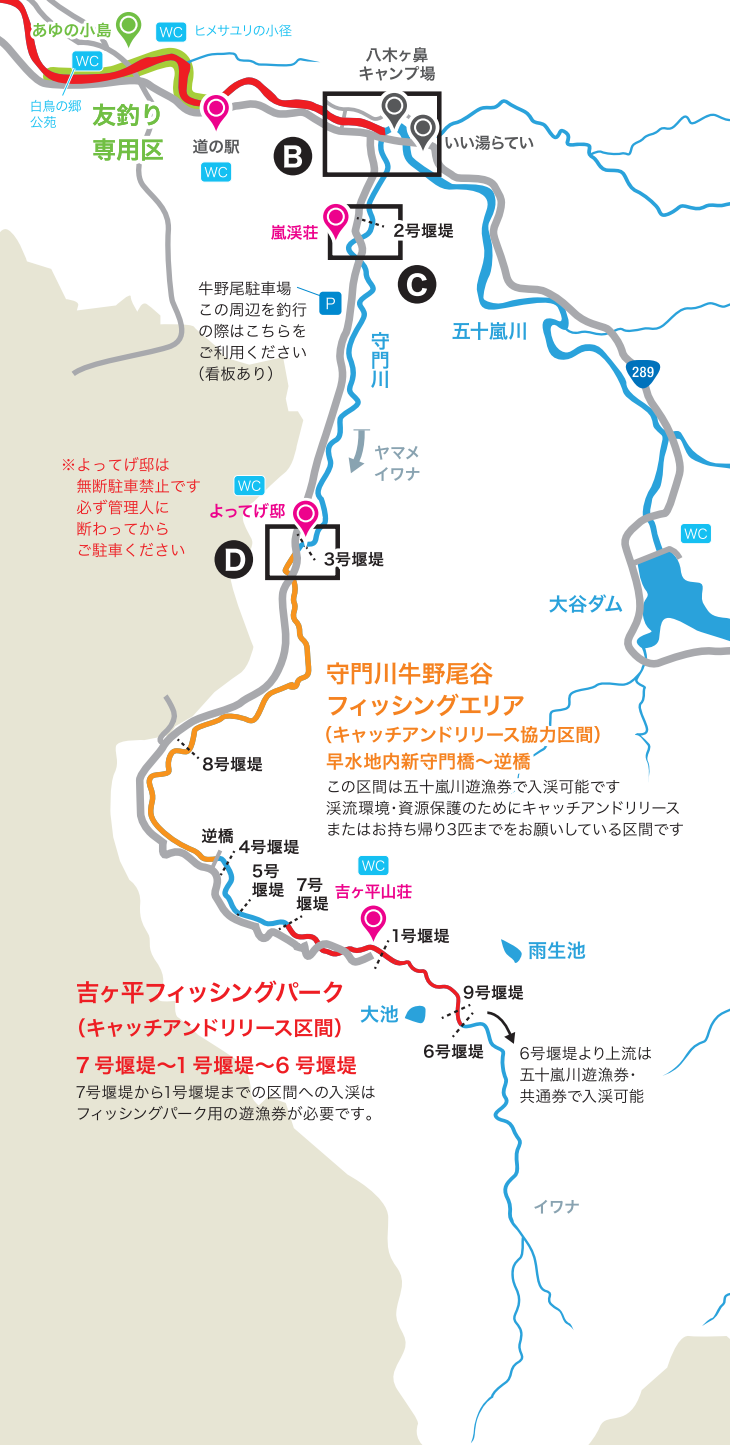 あゆの小島
WC
ヒメサユリの小径
WC
白鳥の郷
公苑
友釣り
専用区
道の駅
WC
八木ヶ鼻
キャンプ場
いい湯らてい
B
嵐渓荘
2号堰堤
C
牛野尾駐車場
この周辺を釣行
の際はこちらを
ご利用ください
（看板あり）
P
守門川
五十嵐川
289
ヤマメ
イワナ
※よってげ邸は
無断駐車禁止です
必ず管理人に
断わってから
ご駐車ください
WC
よってげ邸
D
3号堰堤
WC
大谷ダム
守門川牛野尾谷
フィッシングエリア
（キャッチアンドリリース協力区間）
早水地内新守門橋〜逆橋
この区間は五十嵐川遊漁券で入渓可能です
渓流環境・資源保護のためにキャッチアンドリリース
またはお持ち帰り3匹までをお願いしている区間です
8号堰堤
逆橋
4号堰堤
5号
堰堤
7号
堰堤
WC
吉ヶ平山荘
1号堰堤
雨生池
吉ヶ平フィッシングパーク
（キャッチアンドリリース区間）
7号堰堤〜1号堰堤〜6号堰堤
7号堰堤から1号堰堤までの区間への入渓は
フィッシングパーク用の遊漁券が必要です。
大池
9号堰堤
6号堰堤
6号堰堤より上流は
五十嵐川遊漁券・
共通券で入渓可能
イワナ